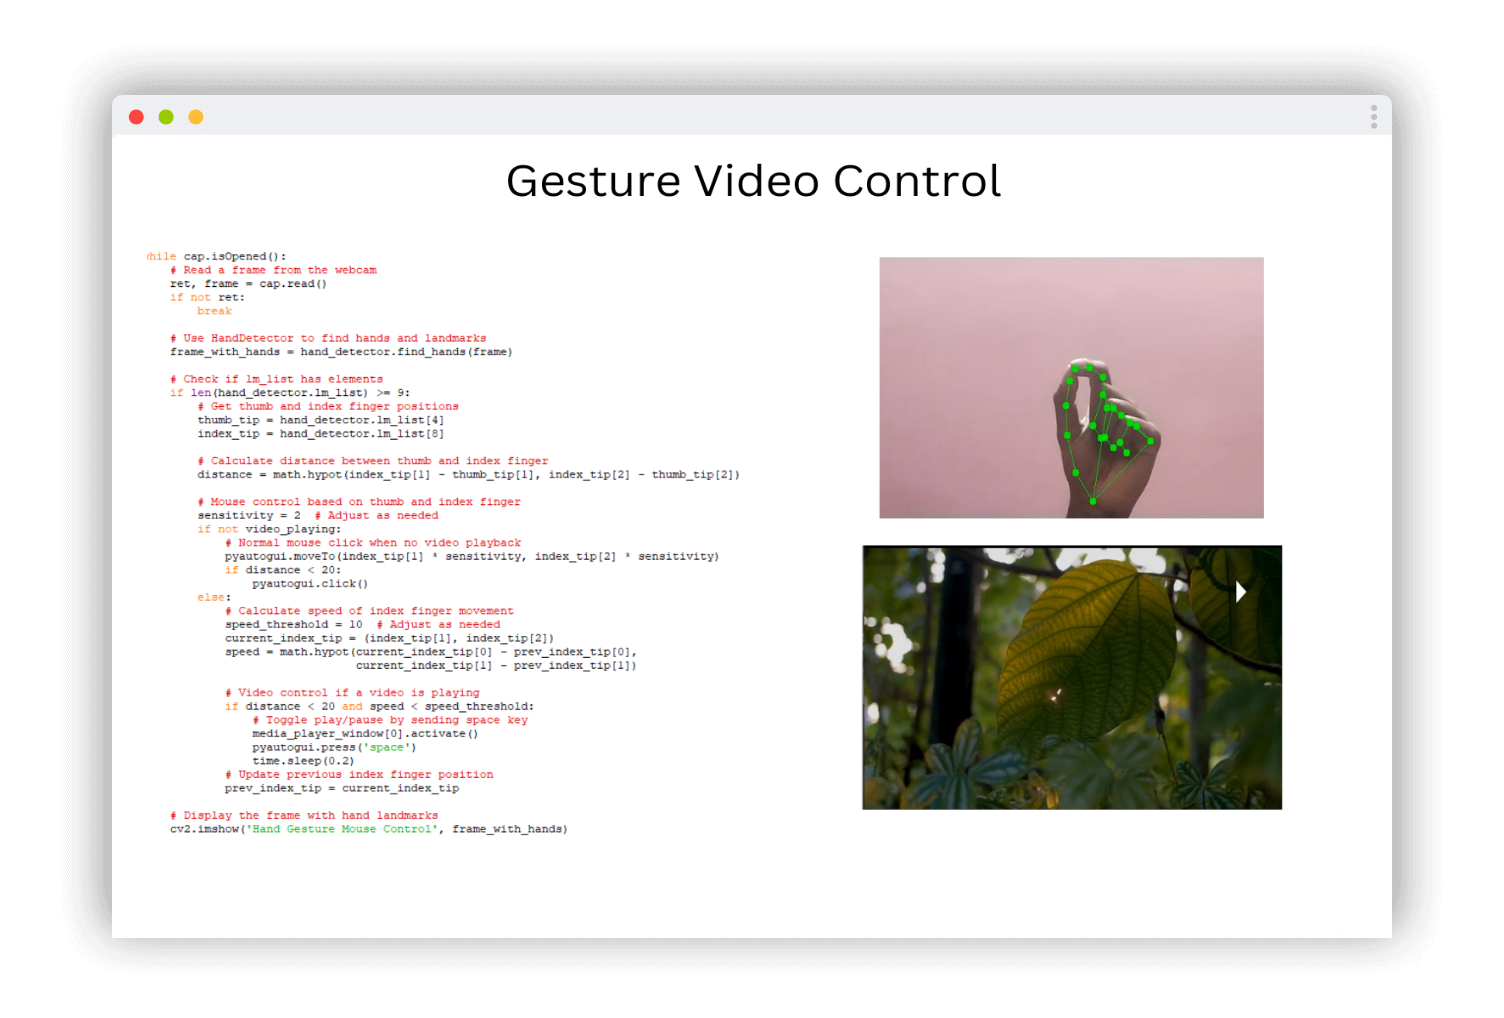 Gesture Video Control
while cap.isOpened():
# Read a frame from the webcam
ret, frame = cap.read()
if not ret:
break
# Use HandDetector to find hands and landmarks
frame_with_hands = hand_detector.find_hands(frame)
# Check if lm_list has elements
if len(hand_detector.lm_list) >= 9:
# Get thumb and index finger positions
thumb_tip = hand_detector.lm_list[4]
index_tip = hand_detector.lm_list[8]
# Calculate distance between thumb and index finger
distance = math.hypot(index_tip[1] - thumb_tip[1], index_tip[2] - thumb_tip[2])
# Mouse control based on thumb and index finger
sensitivity = 2  # Adjust as needed
if not video_playing:
# Normal mouse click when no video playback
pyautogui.moveTo(index_tip[1] * sensitivity, index_tip[2] * sensitivity)
if distance < 20:
pyautogui.click()
else:
# Calculate speed of index finger movement
speed_threshold = 10  # Adjust as needed
current_index_tip = (index_tip[1], index_tip[2])
speed = math.hypot(current_index_tip[0] - prev_index_tip[0],
current_index_tip[1] - prev_index_tip[1])
# Video control if a video is playing
if distance < 20 and speed < speed_threshold:
# Toggle play/pause by sending space key
media_player_window[0].activate()
pyautogui.press('space')
time.sleep(0.2)
# Update previous index finger position
prev_index_tip = current_index_tip
# Display the frame with hand landmarks
cv2.imshow('Hand Gesture Mouse Control', frame_with_hands)